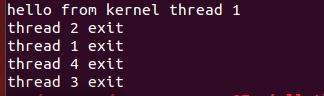 hello from kernel thread 1
thread 2 exit
thread 1 exit
thread 4 exit
thread 3 exit